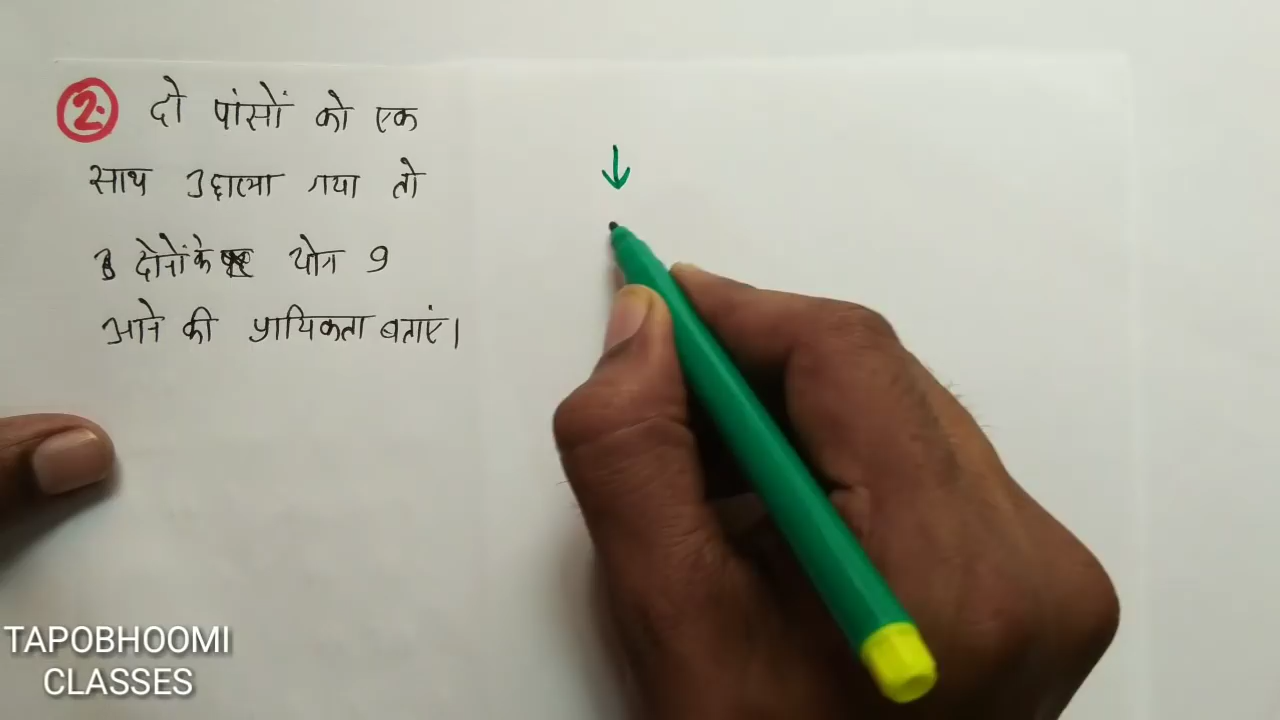 2. दो पांसों को एक
साथ उछाला गया तो
दोनों के योग 9
आने की प्रायिकता बताएं।
TAPOBHOOMI
CLASSES